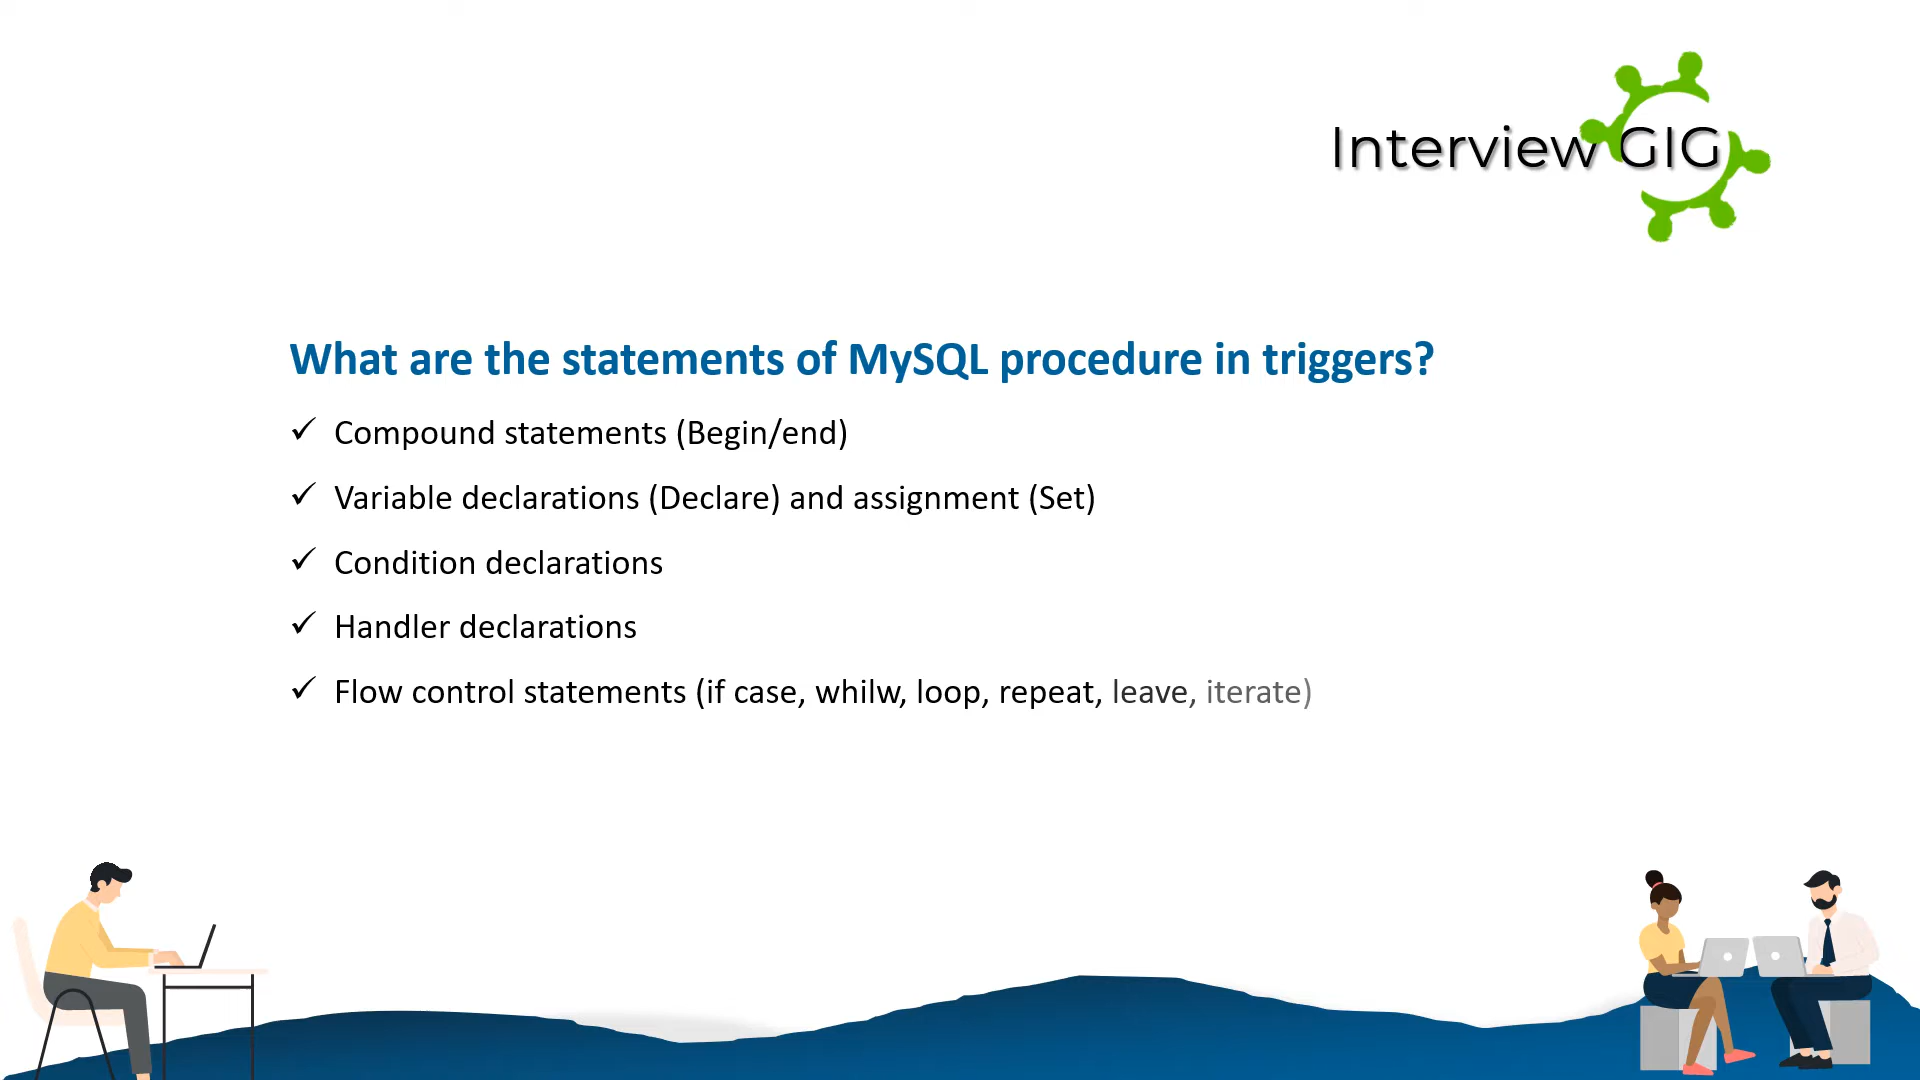 Interview GIG
What are the statements of MySQL procedure in triggers?
✓ Compound statements (Begin/end)
✓ Variable declarations (Declare) and assignment (Set)
✓ Condition declarations
✓ Handler declarations
✓ Flow control statements (if case, whilw, loop, repeat, leave, iterate)